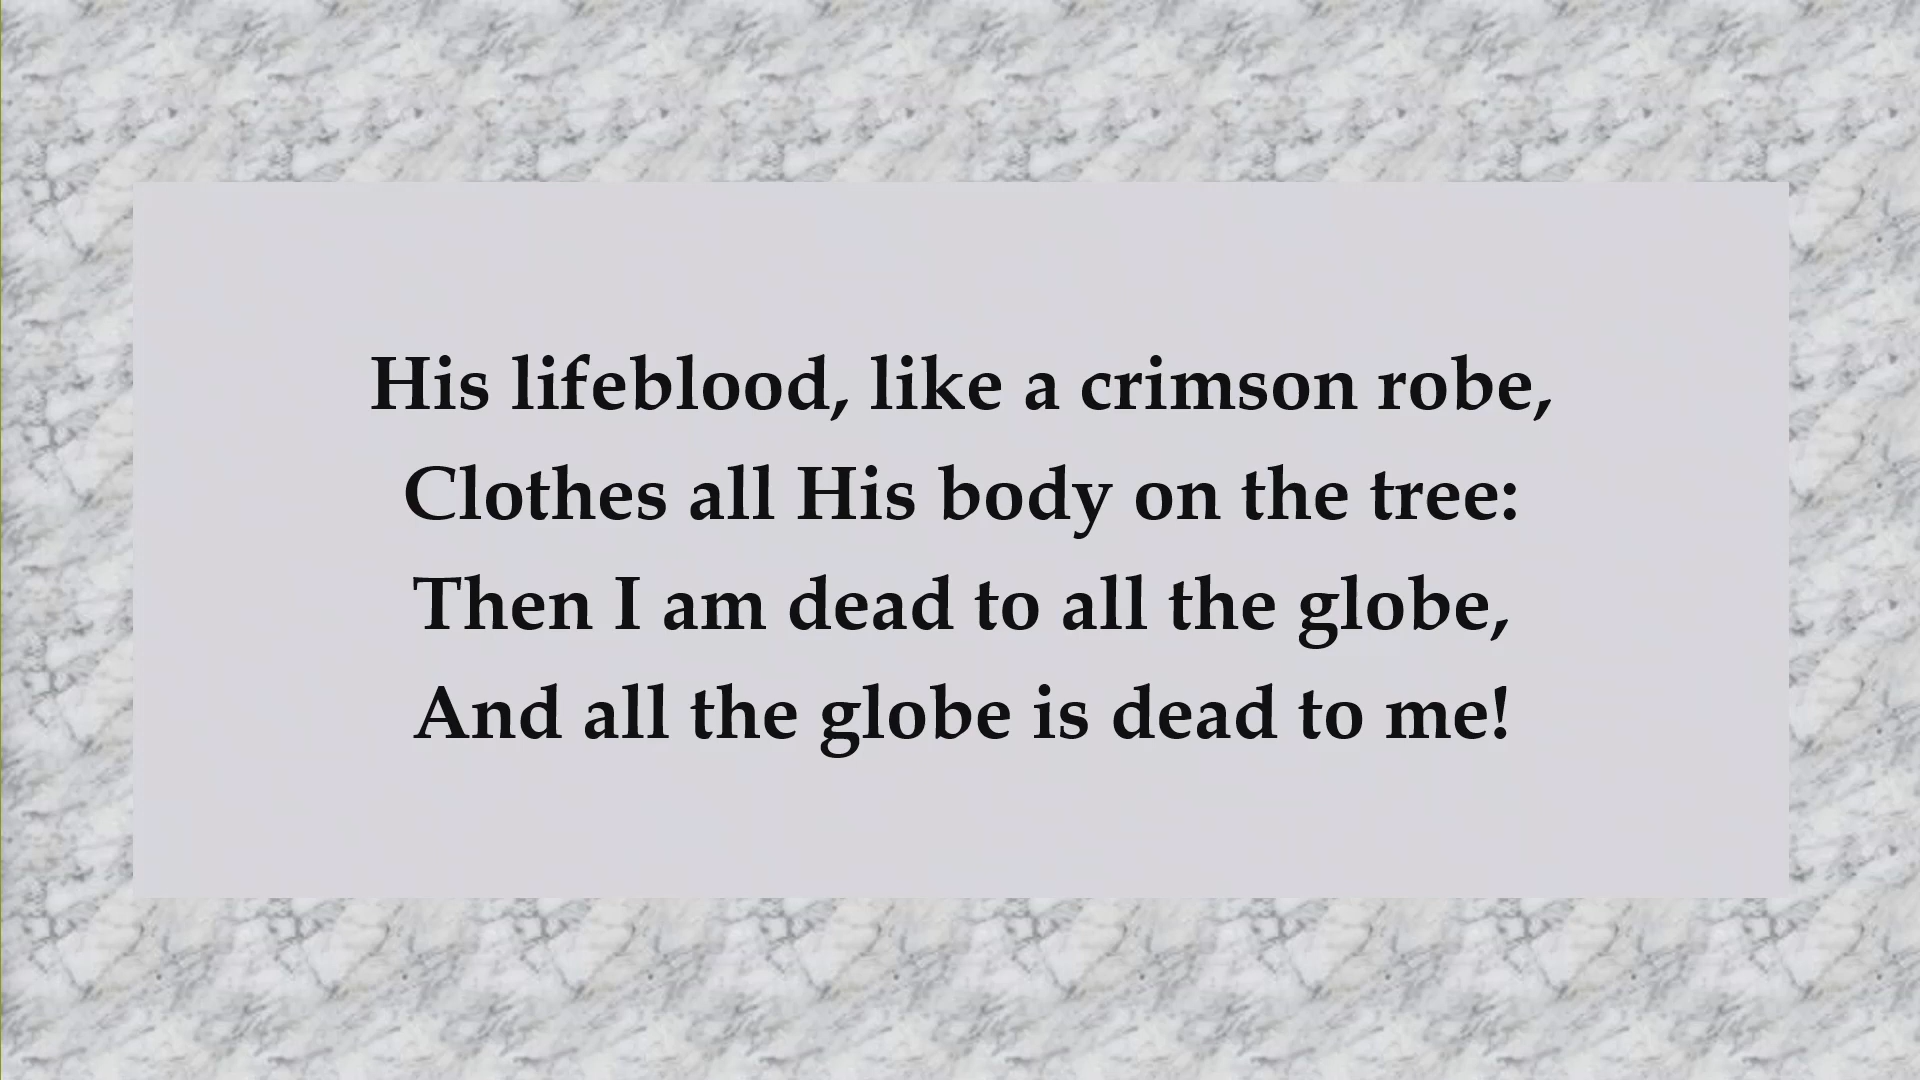 His lifeblood, like a crimson robe,
Clothes all His body on the tree:
Then I am dead to all the globe,
And all the globe is dead to me!